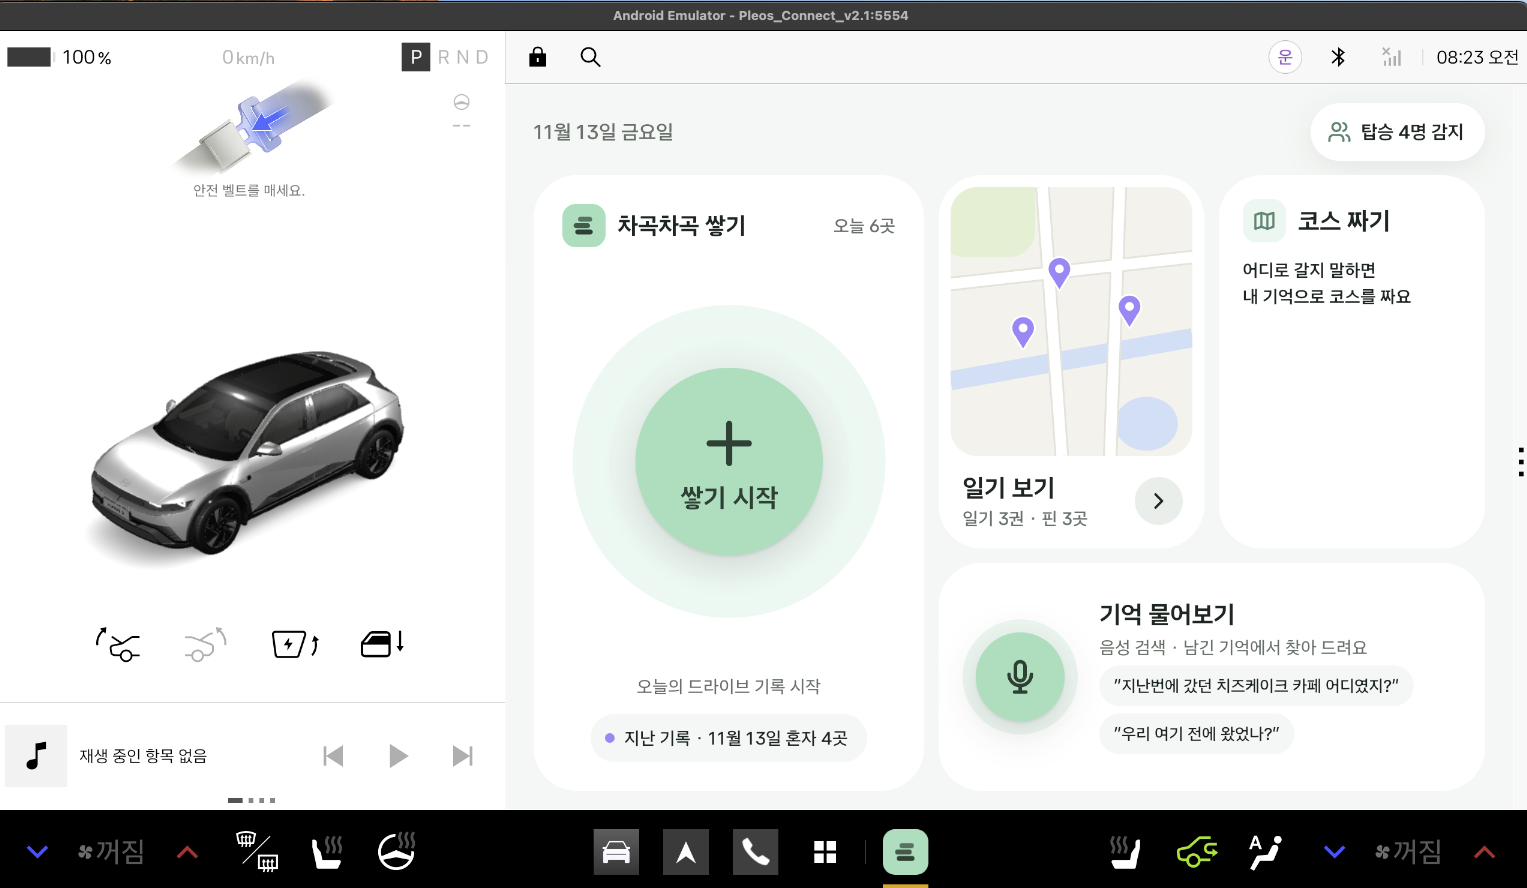 Android Emulator - Pleos_Connect_v2.1:5554
100%
0km/h
P R N D
운
08:23 오전
--
안전 벨트를 매세요.
11월 13일 금요일
탑승 4명 감지
차곡차곡 쌓기
오늘 6곳
쌓기 시작
오늘의 드라이브 기록 시작
지난 기록 · 11월 13일 혼자 4곳
일기 보기
일기 3권 · 핀 3곳
코스 짜기
어디로 갈지 말하면
내 기억으로 코스를 짜요
기억 물어보기
음성 검색 · 남긴 기억에서 찾아 드려요
"지난번에 갔던 치즈케이크 카페 어디였지?"
"우리 여기 전에 왔었나?"
재생 중인 항목 없음
꺼짐
A
꺼짐